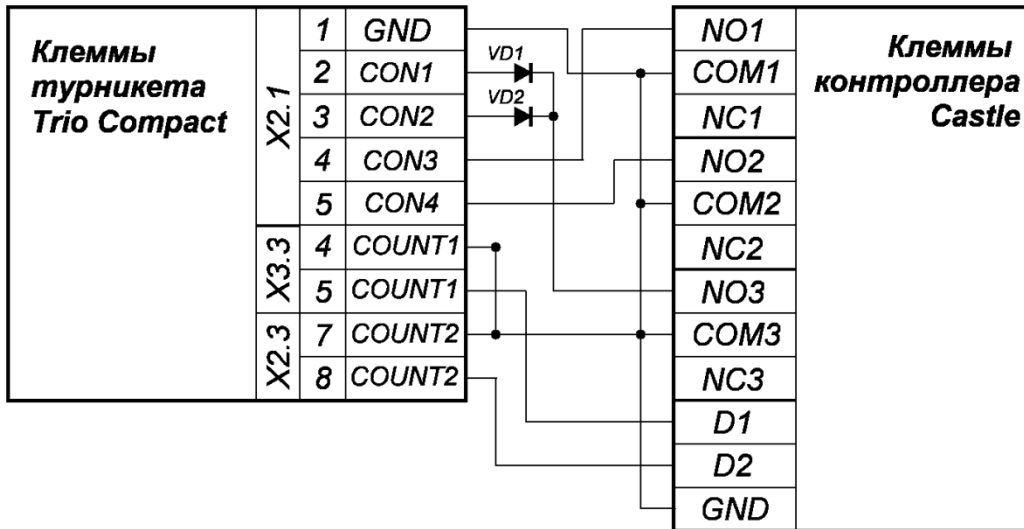 Клеммы
турникета
Trio Compact
X2.1
1 GND
2 CON1
3 CON2
4 CON3
5 CON4
X3.3
4 COUNT1
5 COUNT1
X2.3
7 COUNT2
8 COUNT2
VD1
VD2
NO1
COM1
NC1
NO2
COM2
NC2
NO3
COM3
NC3
D1
D2
GND
Клеммы
контроллера
Castle